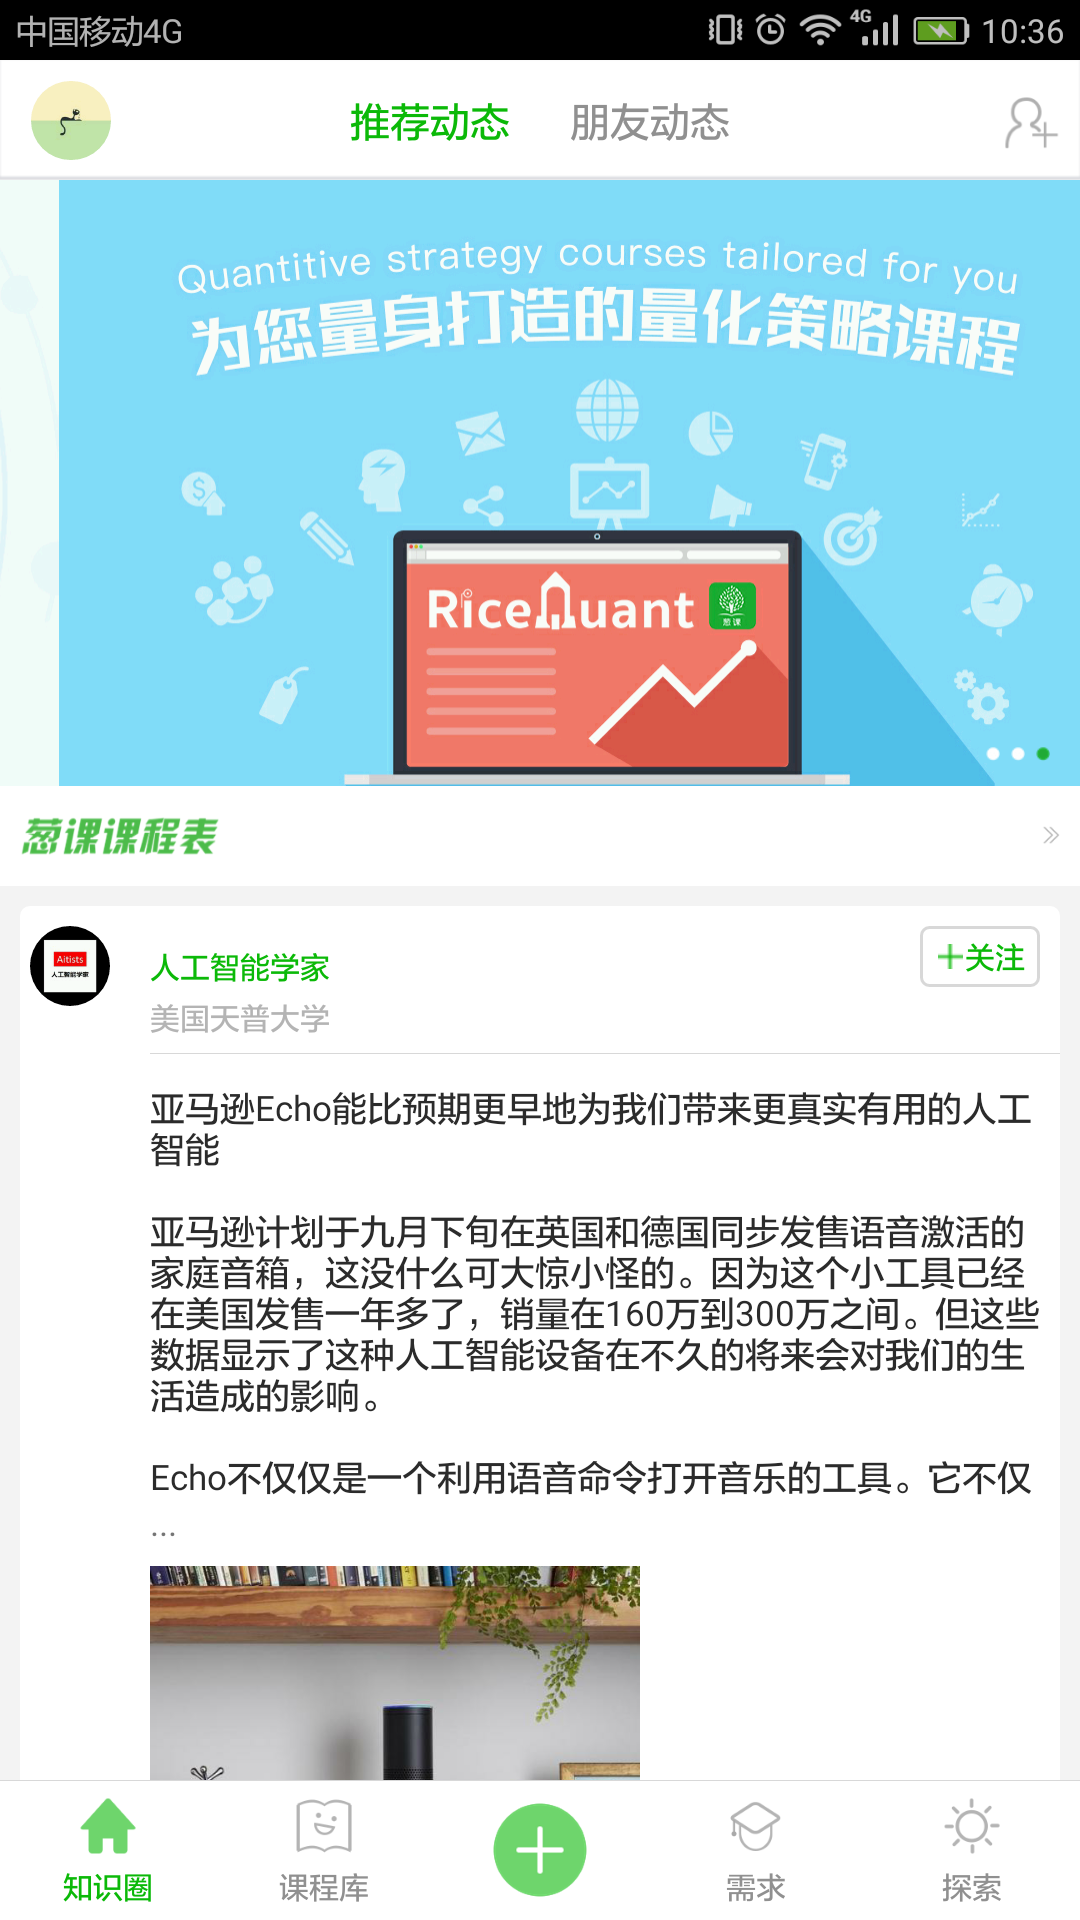 中国移动4G
4G
10:36
推荐动态
朋友动态
Quantitive strategy courses tailored for you
为您量身打造的量化策略课程
RiceQuant
葱课
葱课课程表
Aitists
人工智能学家
人工智能学家
+关注
美国天普大学
亚马逊Echo能比预期更早地为我们带来更真实有用的人工
智能
亚马逊计划于九月下旬在英国和德国同步发售语音激活的
家庭音箱，这没什么可大惊小怪的。因为这个小工具已经
在美国发售一年多了，销量在160万到300万之间。但这些
数据显示了这种人工智能设备在不久的将来会对我们的生
活造成的影响。
Echo不仅仅是一个利用语音命令打开音乐的工具。它不仅
...
知识圈
课程库
需求
探索